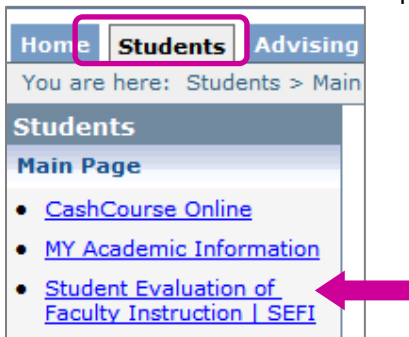 Home Students Advising
You are here: Students > Main
Students
Main Page
• CashCourse Online
• MY Academic Information
• Student Evaluation of
Faculty Instruction | SEFI